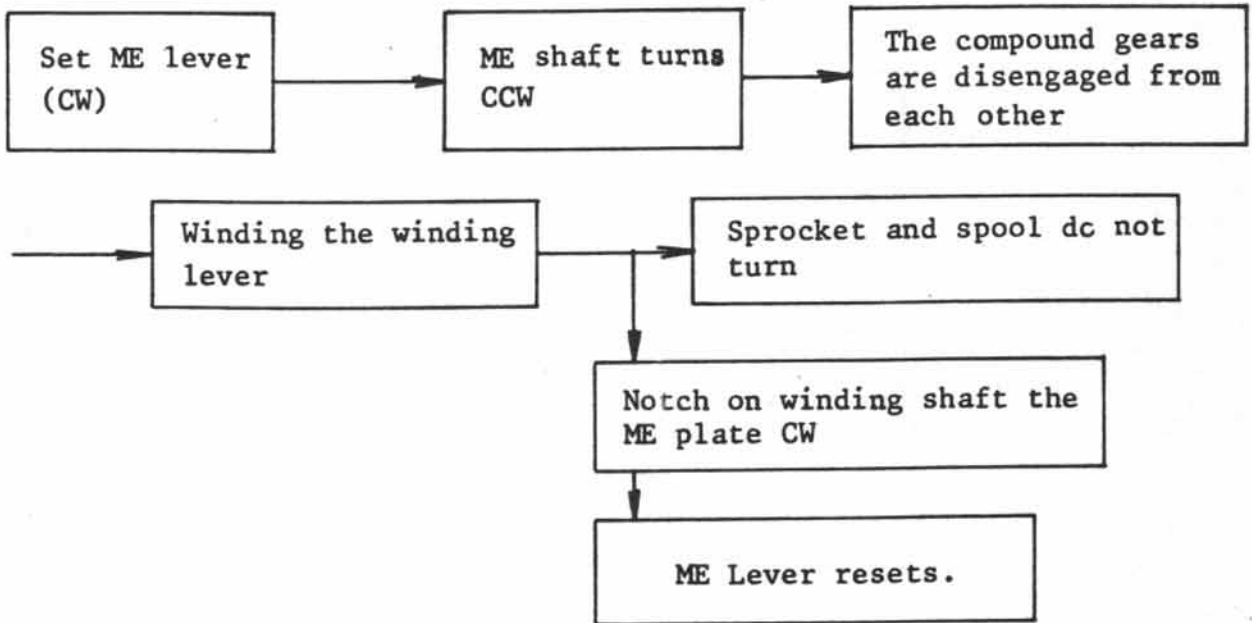 Set ME lever
(CW)
ME shaft turns
CCW
The compound gears
are disengaged from
each other
Winding the winding
lever
Sprocket and spool do not
turn
Notch on winding shaft the
ME plate CW
ME Lever resets.